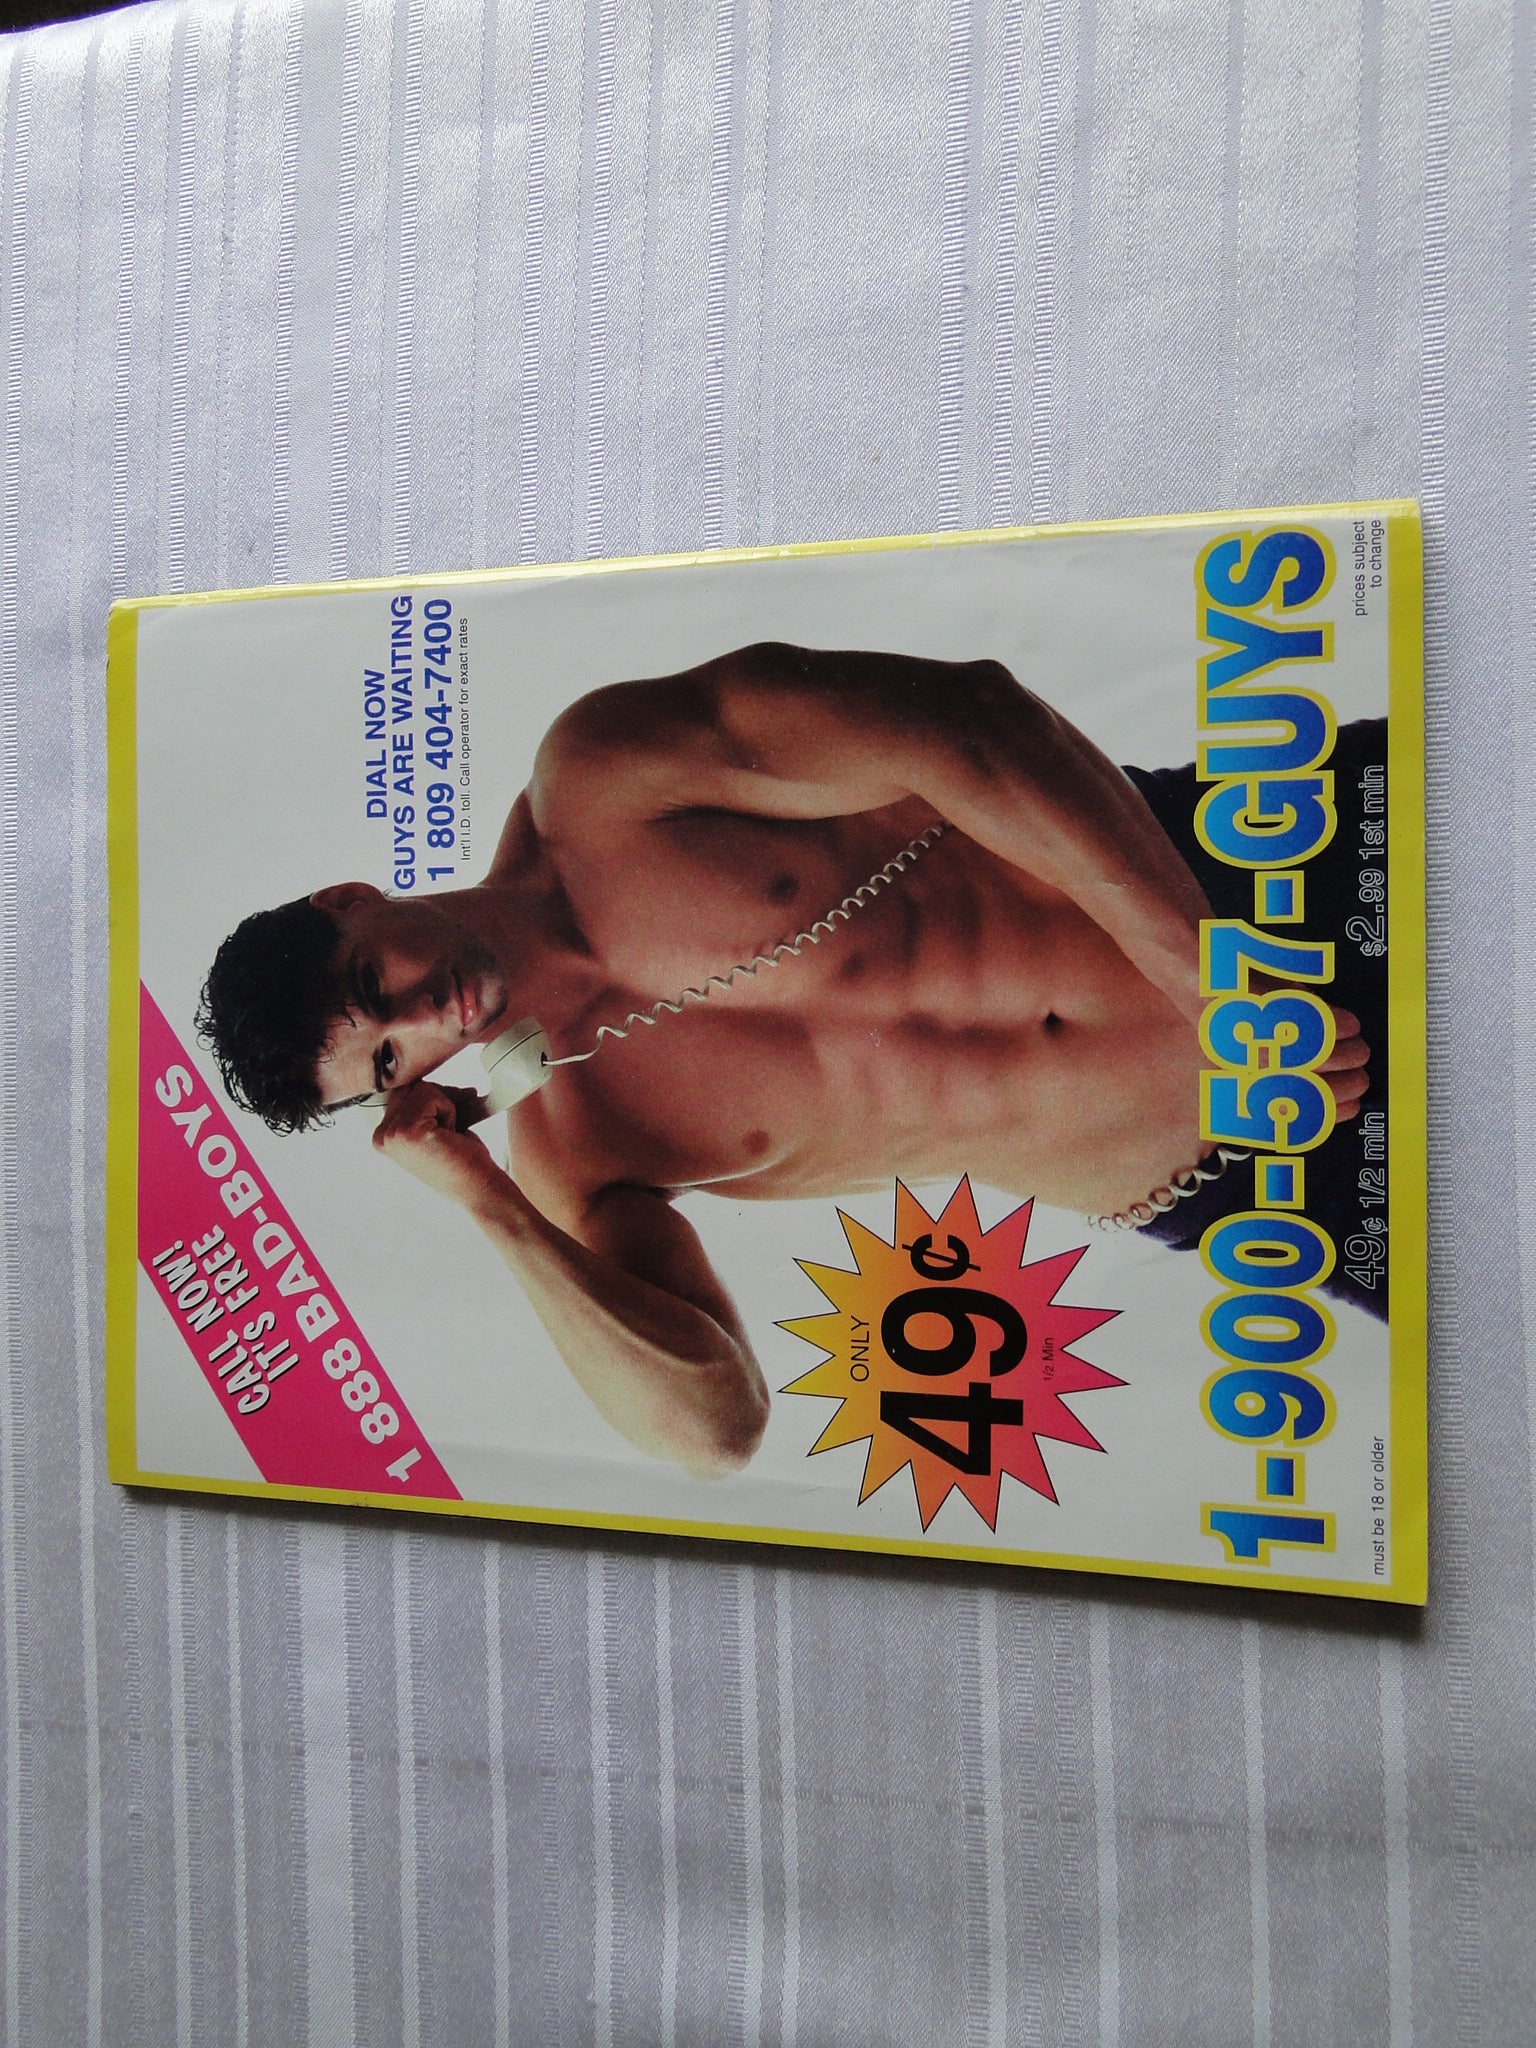 CALL NOW!
IT'S FREE
1 888 BAD-BOYS
DIAL NOW
GUYS ARE WAITING
1 809 404-7400
Int'l I.D. toll. Call operator for exact rates
ONLY
49¢
1/2 Min
1-900-537-GUYS
must be 18 or older
49¢ 1/2 min
$2.99 1st min
prices subject
to change